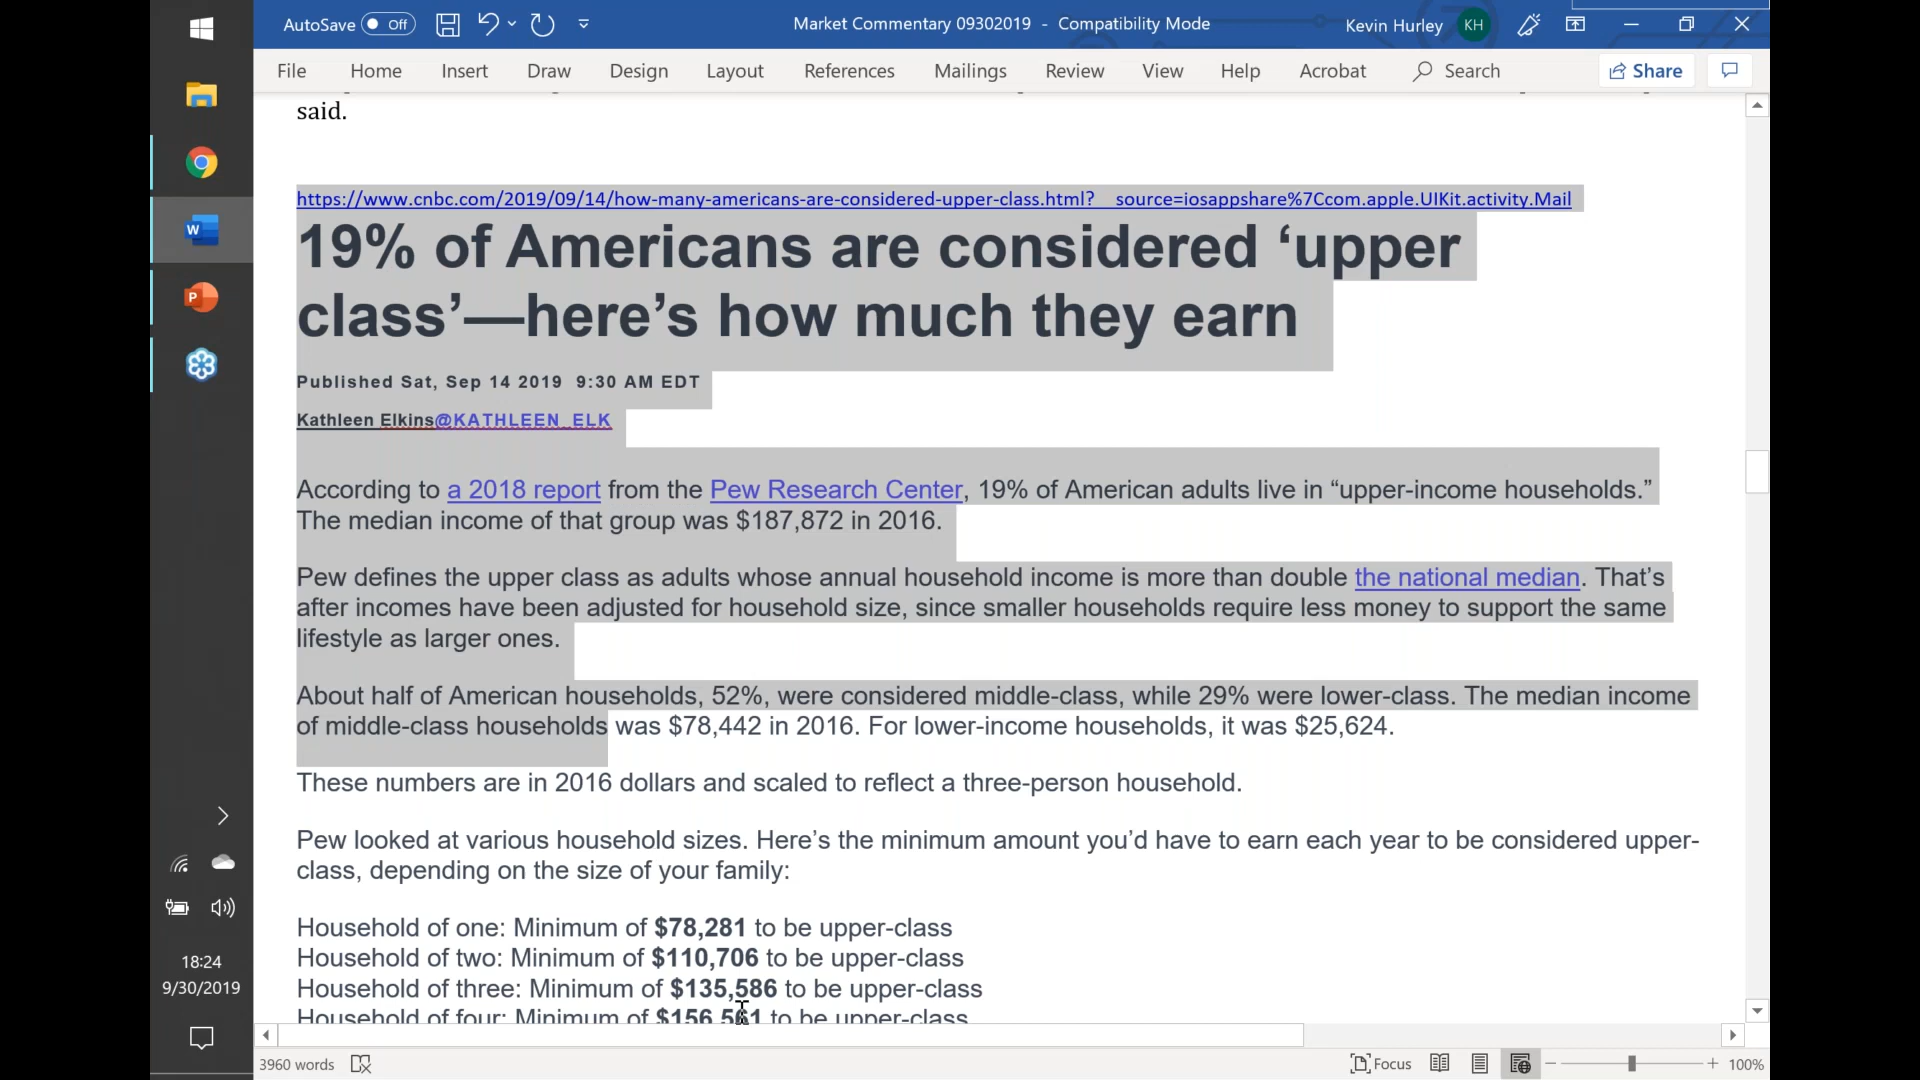 AutoSave Off
Market Commentary 09302019 - Compatibility Mode
Kevin Hurley KH
File Home Insert Draw Design Layout References Mailings Review View Help Acrobat Search Share
said.
https://www.cnbc.com/2019/09/14/how-many-americans-are-considered-upper-class.html?__source=iosappshare%7Ccom.apple.UIKit.activity.Mail
19% of Americans are considered ‘upper
class’—here’s how much they earn
Published Sat, Sep 14 2019 9:30 AM EDT
Kathleen Elkins@KATHLEEN_ELK
According to a 2018 report from the Pew Research Center, 19% of American adults live in “upper-income households.”
The median income of that group was $187,872 in 2016.
Pew defines the upper class as adults whose annual household income is more than double the national median. That’s
after incomes have been adjusted for household size, since smaller households require less money to support the same
lifestyle as larger ones.
About half of American households, 52%, were considered middle-class, while 29% were lower-class. The median income
of middle-class households was $78,442 in 2016. For lower-income households, it was $25,624.
These numbers are in 2016 dollars and scaled to reflect a three-person household.
Pew looked at various household sizes. Here’s the minimum amount you’d have to earn each year to be considered upper-
class, depending on the size of your family:
Household of one: Minimum of $78,281 to be upper-class
Household of two: Minimum of $110,706 to be upper-class
Household of three: Minimum of $135,586 to be upper-class
Household of four: Minimum of $156,561 to be upper-class
18:24
9/30/2019
3960 words
Focus
100%